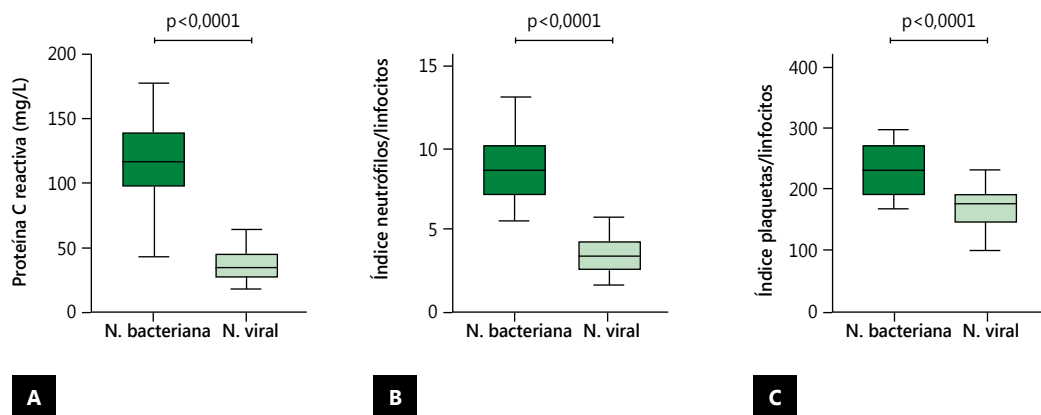 p<0,0001
Proteína C reactiva (mg/L)
200
150
100
50
0
N. bacteriana N. viral
A
p<0,0001
Índice neutrófilos/linfocitos
15
10
5
0
N. bacteriana N. viral
B
p<0,0001
Índice plaquetas/linfocitos
400
300
200
100
0
N. bacteriana N. viral
C